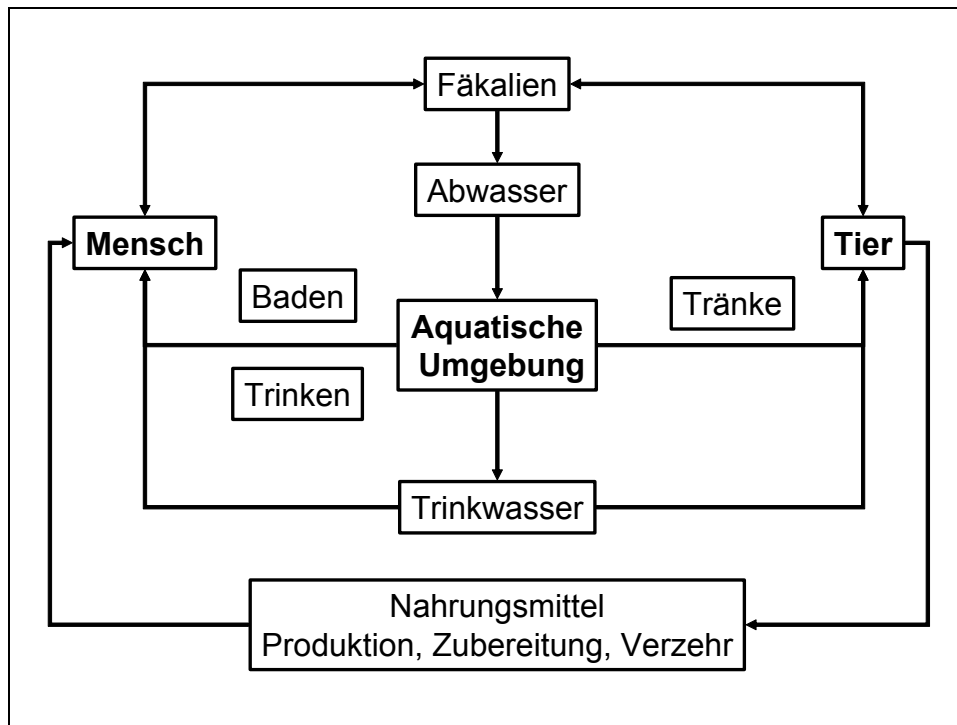 Fäkalien
Abwasser
Mensch
Tier
Baden
Tränke
Aquatische
Umgebung
Trinken
Trinkwasser
Nahrungsmittel
Produktion, Zubereitung, Verzehr